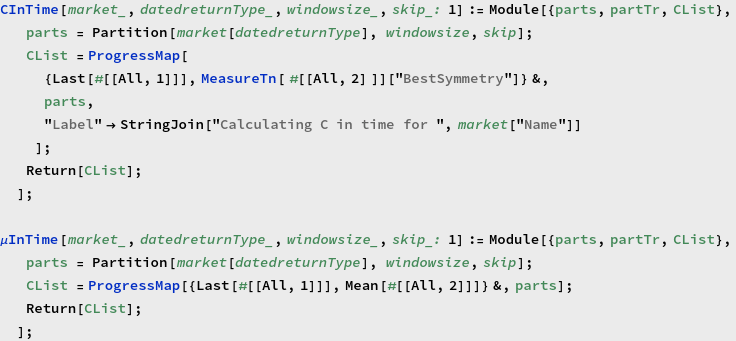 CInTime[market_, datedreturnType_, windowsize_, skip_: 1] := Module[{parts, partTr, CList},
parts = Partition[market[datedreturnType], windowsize, skip];
CList = ProgressMap[
{Last[#[[All, 1]]], MeasureTn[ #[[All, 2] ]]["BestSymmetry"]} &,
parts,
"Label" → StringJoin["Calculating C in time for ", market["Name"]]
];
Return[CList];
];
μInTime[market_, datedreturnType_, windowsize_, skip_: 1] := Module[{parts, partTr, CList},
parts = Partition[market[datedreturnType], windowsize, skip];
CList = ProgressMap[{Last[#[[All, 1]]], Mean[#[[All, 2]]]} &, parts];
Return[CList];
];